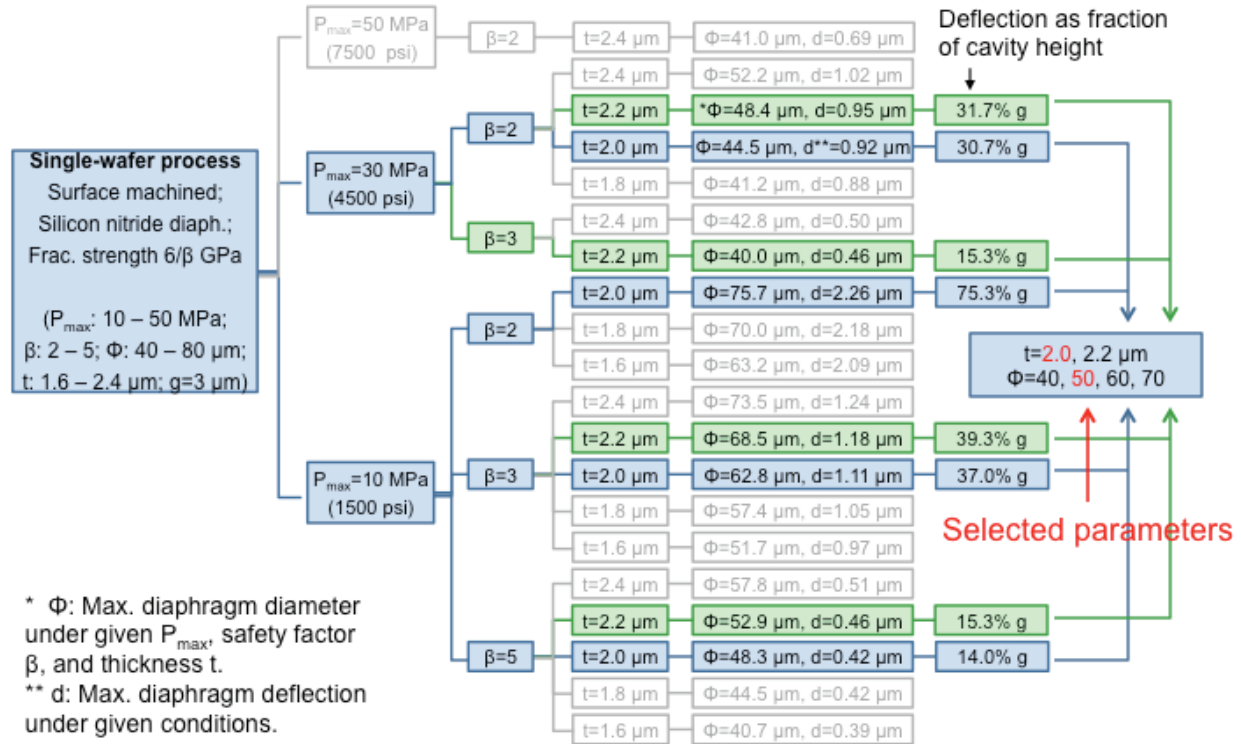 P_max=50 MPa
(7500 psi)
β=2
t=2.4 µm
Φ=41.0 µm, d=0.69 µm
Deflection as fraction
of cavity height
t=2.4 µm
Φ=52.2 µm, d=1.02 µm
t=2.2 µm
*Φ=48.4 µm, d=0.95 µm
31.7% g
β=2
t=2.0 µm
Φ=44.5 µm, d**=0.92 µm
30.7% g
t=1.8 µm
Φ=41.2 µm, d=0.88 µm
Single-wafer process
Surface machined;
Silicon nitride diaph.;
Frac. strength 6/β GPa
(P_max: 10 – 50 MPa;
β: 2 – 5; Φ: 40 – 80 µm;
t: 1.6 – 2.4 µm; g=3 µm)
P_max=30 MPa
(4500 psi)
t=2.4 µm
Φ=42.8 µm, d=0.50 µm
β=3
t=2.2 µm
Φ=40.0 µm, d=0.46 µm
15.3% g
t=2.0 µm
Φ=75.7 µm, d=2.26 µm
75.3% g
β=2
t=1.8 µm
Φ=70.0 µm, d=2.18 µm
t=1.6 µm
Φ=63.2 µm, d=2.09 µm
t=2.0, 2.2 µm
Φ=40, 50, 60, 70
t=2.4 µm
Φ=73.5 µm, d=1.24 µm
t=2.2 µm
Φ=68.5 µm, d=1.18 µm
39.3% g
P_max=10 MPa
(1500 psi)
β=3
t=2.0 µm
Φ=62.8 µm, d=1.11 µm
37.0% g
t=1.8 µm
Φ=57.4 µm, d=1.05 µm
Selected parameters
t=1.6 µm
Φ=51.7 µm, d=0.97 µm
t=2.4 µm
Φ=57.8 µm, d=0.51 µm
t=2.2 µm
Φ=52.9 µm, d=0.46 µm
15.3% g
β=5
t=2.0 µm
Φ=48.3 µm, d=0.42 µm
14.0% g
t=1.8 µm
Φ=44.5 µm, d=0.42 µm
t=1.6 µm
Φ=40.7 µm, d=0.39 µm
* Φ: Max. diaphragm diameter
under given P_max, safety factor
β, and thickness t.
** d: Max. diaphragm deflection
under given conditions.